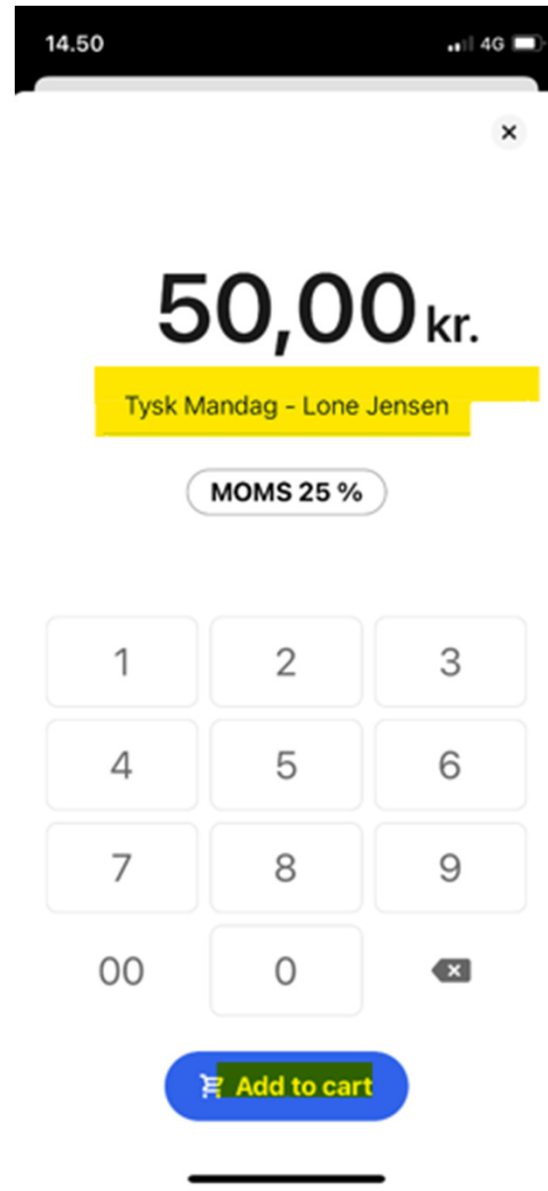 14.50 4G
50,00 kr.
Tysk Mandag - Lone Jensen
MOMS 25 %
1 2 3
4 5 6
7 8 9
00 0
Add to cart